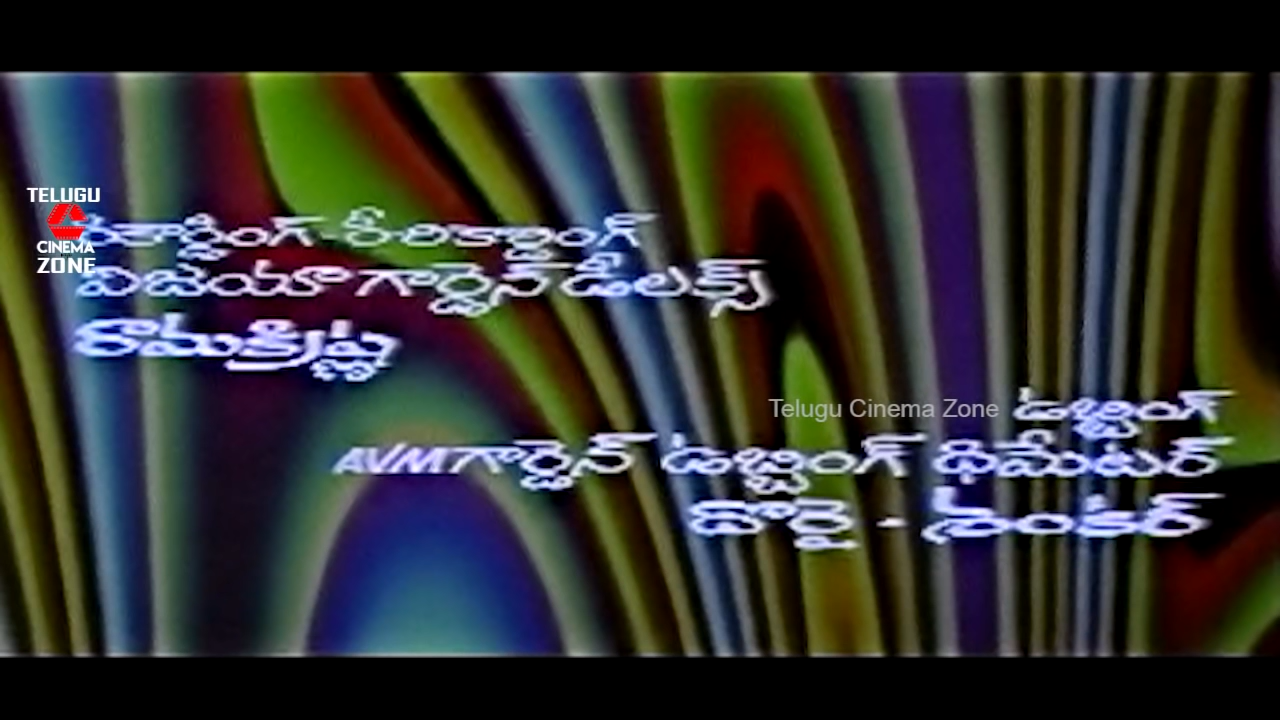 TELUGU
CINEMA
ZONE
రికార్డింగ్-రీరికార్డింగ్
విజయా గార్డెన్ డీలక్స్
రామక్రిష్ణ
Telugu Cinema Zone
డబ్బింగ్
AVM గార్డెన్ డబ్బింగ్ థియేటర్
దొరై - శంకర్